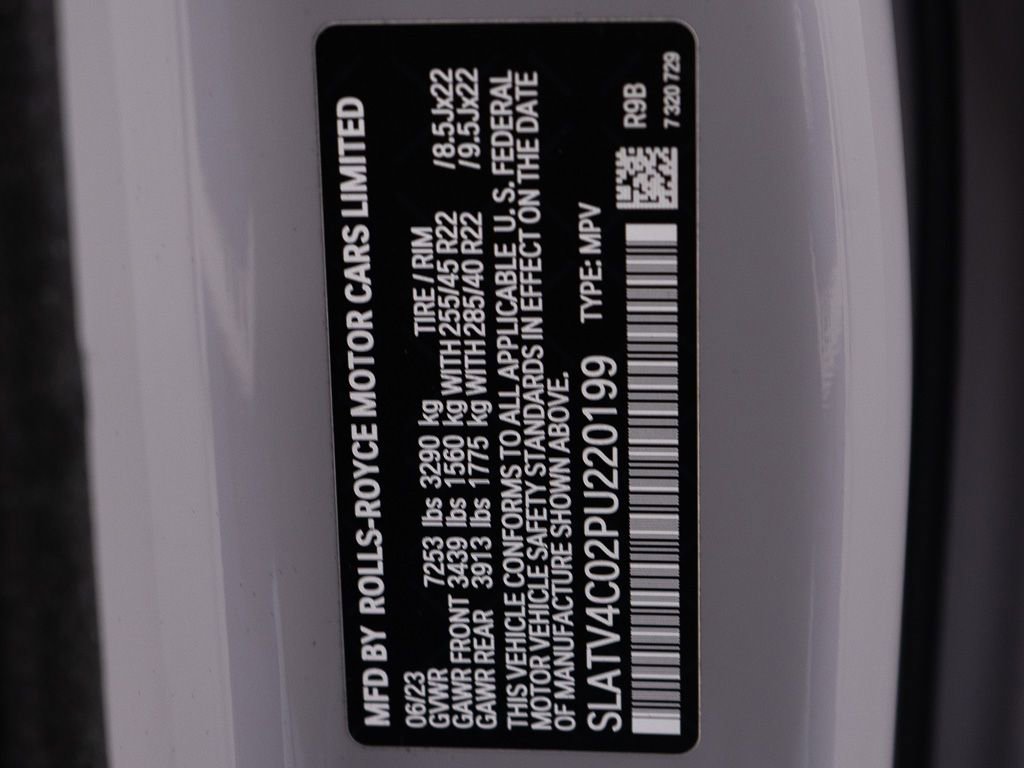 MFD BY ROLLS-ROYCE MOTOR CARS LIMITED
06/23
GVWR 7253 lbs 3290 kg TIRE / RIM
GAWR FRONT 3439 lbs 1560 kg WITH 255/45 R22 /8.5Jx22
GAWR REAR 3913 lbs 1775 kg WITH 285/40 R22 /9.5Jx22
THIS VEHICLE CONFORMS TO ALL APPLICABLE U.S. FEDERAL
MOTOR VEHICLE SAFETY STANDARDS IN EFFECT ON THE DATE
OF MANUFACTURE SHOWN ABOVE.
SLATV4C02PU220199 TYPE: MPV
R9B
7 320 729